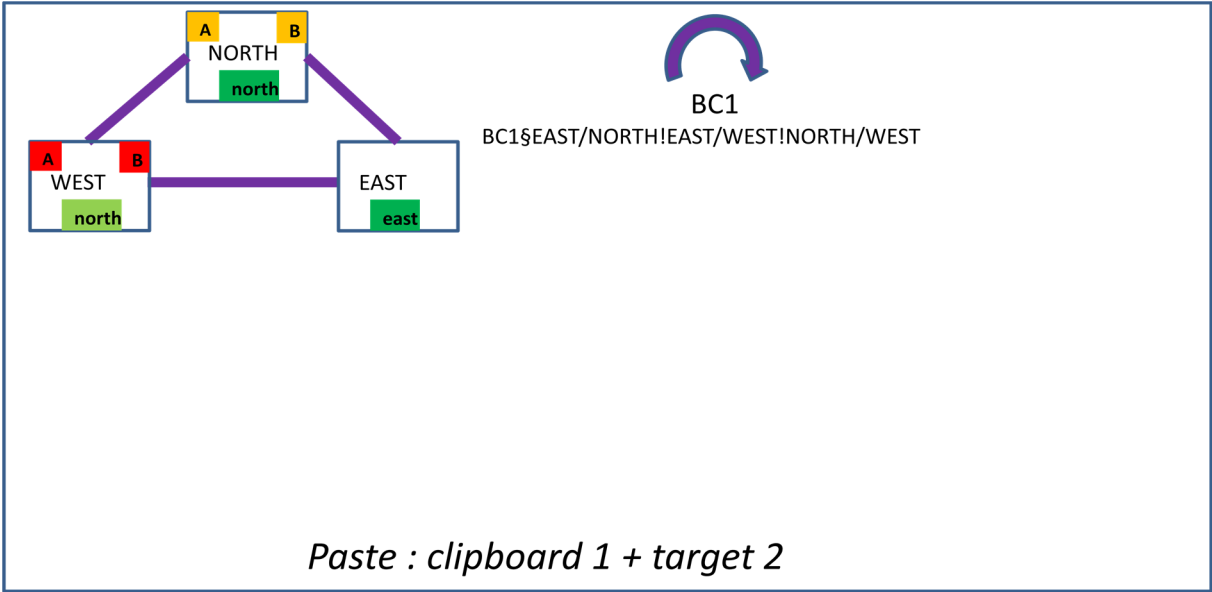 A B
NORTH
north
BC1
BC1§EAST/NORTH!EAST/WEST!NORTH/WEST
A B
WEST
north
EAST
east
Paste : clipboard 1 + target 2